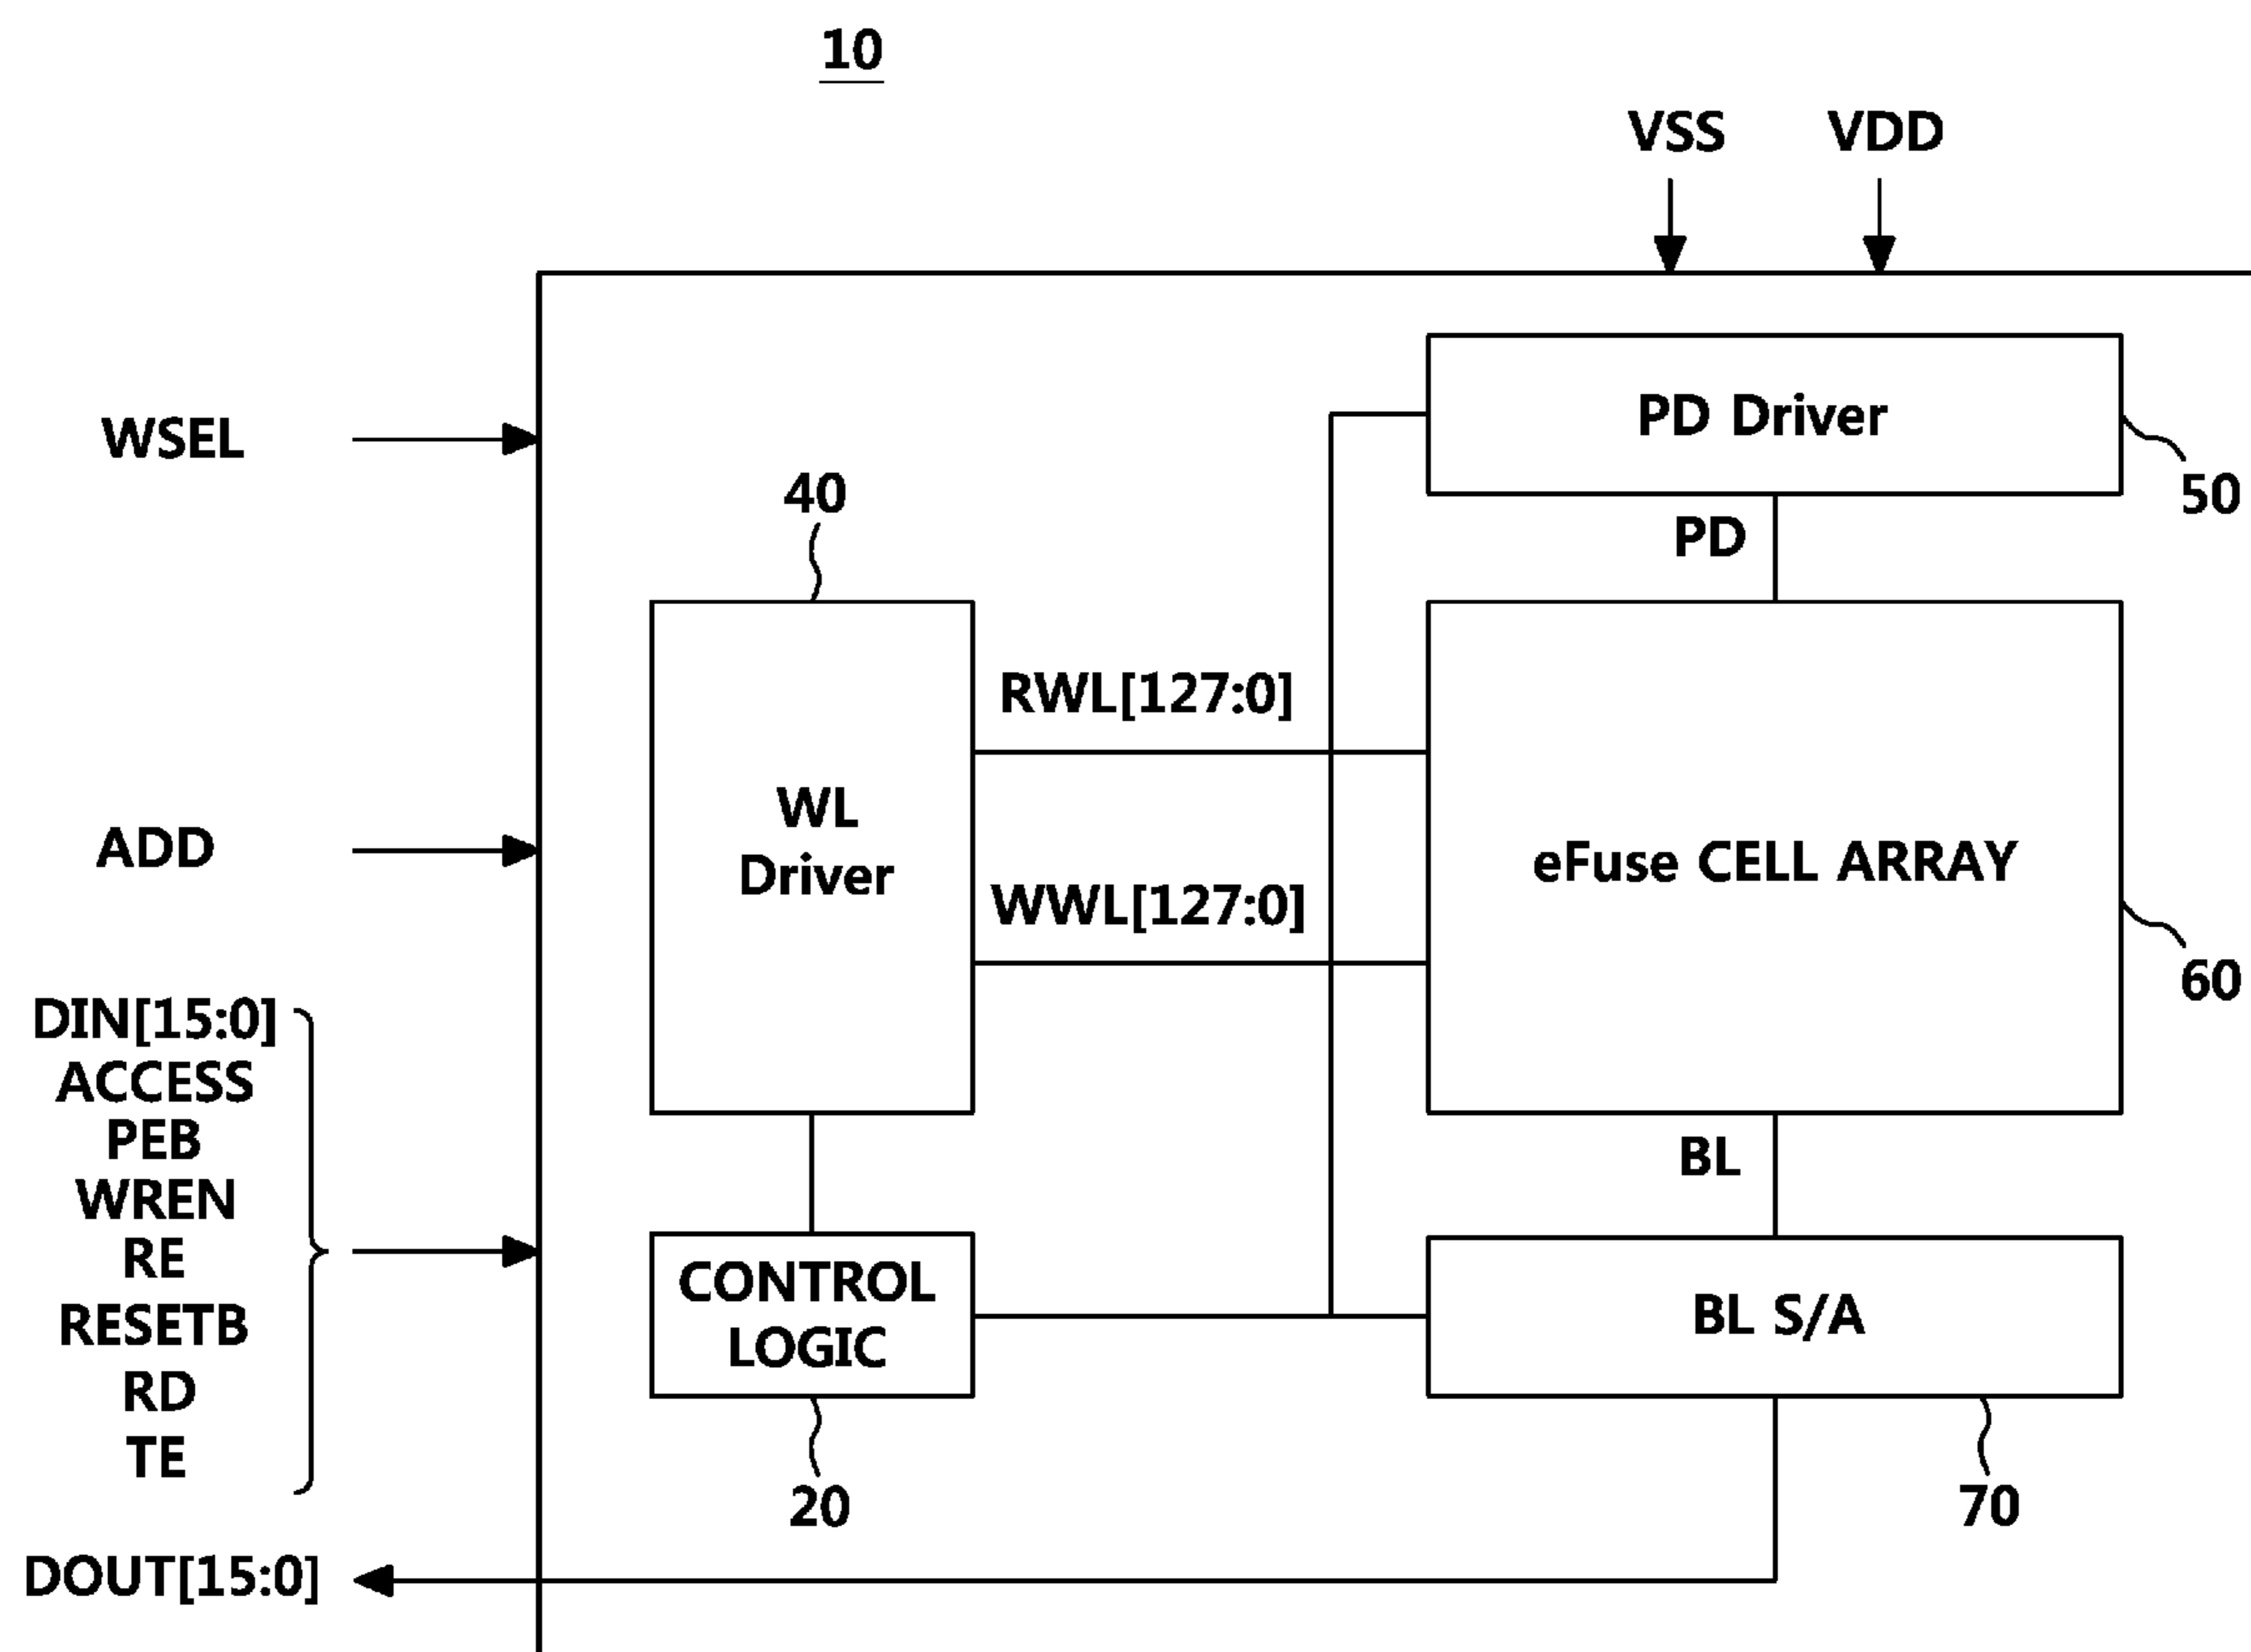 10
VSS
VDD
WSEL
PD Driver
50
40
PD
RWL[127:0]
WL
Driver
ADD
eFuse CELL ARRAY
WWL[127:0]
60
DIN[15:0]
ACCESS
PEB
WREN
RE
RESETB
RD
TE
BL
CONTROL
LOGIC
BL S/A
20
70
DOUT[15:0]